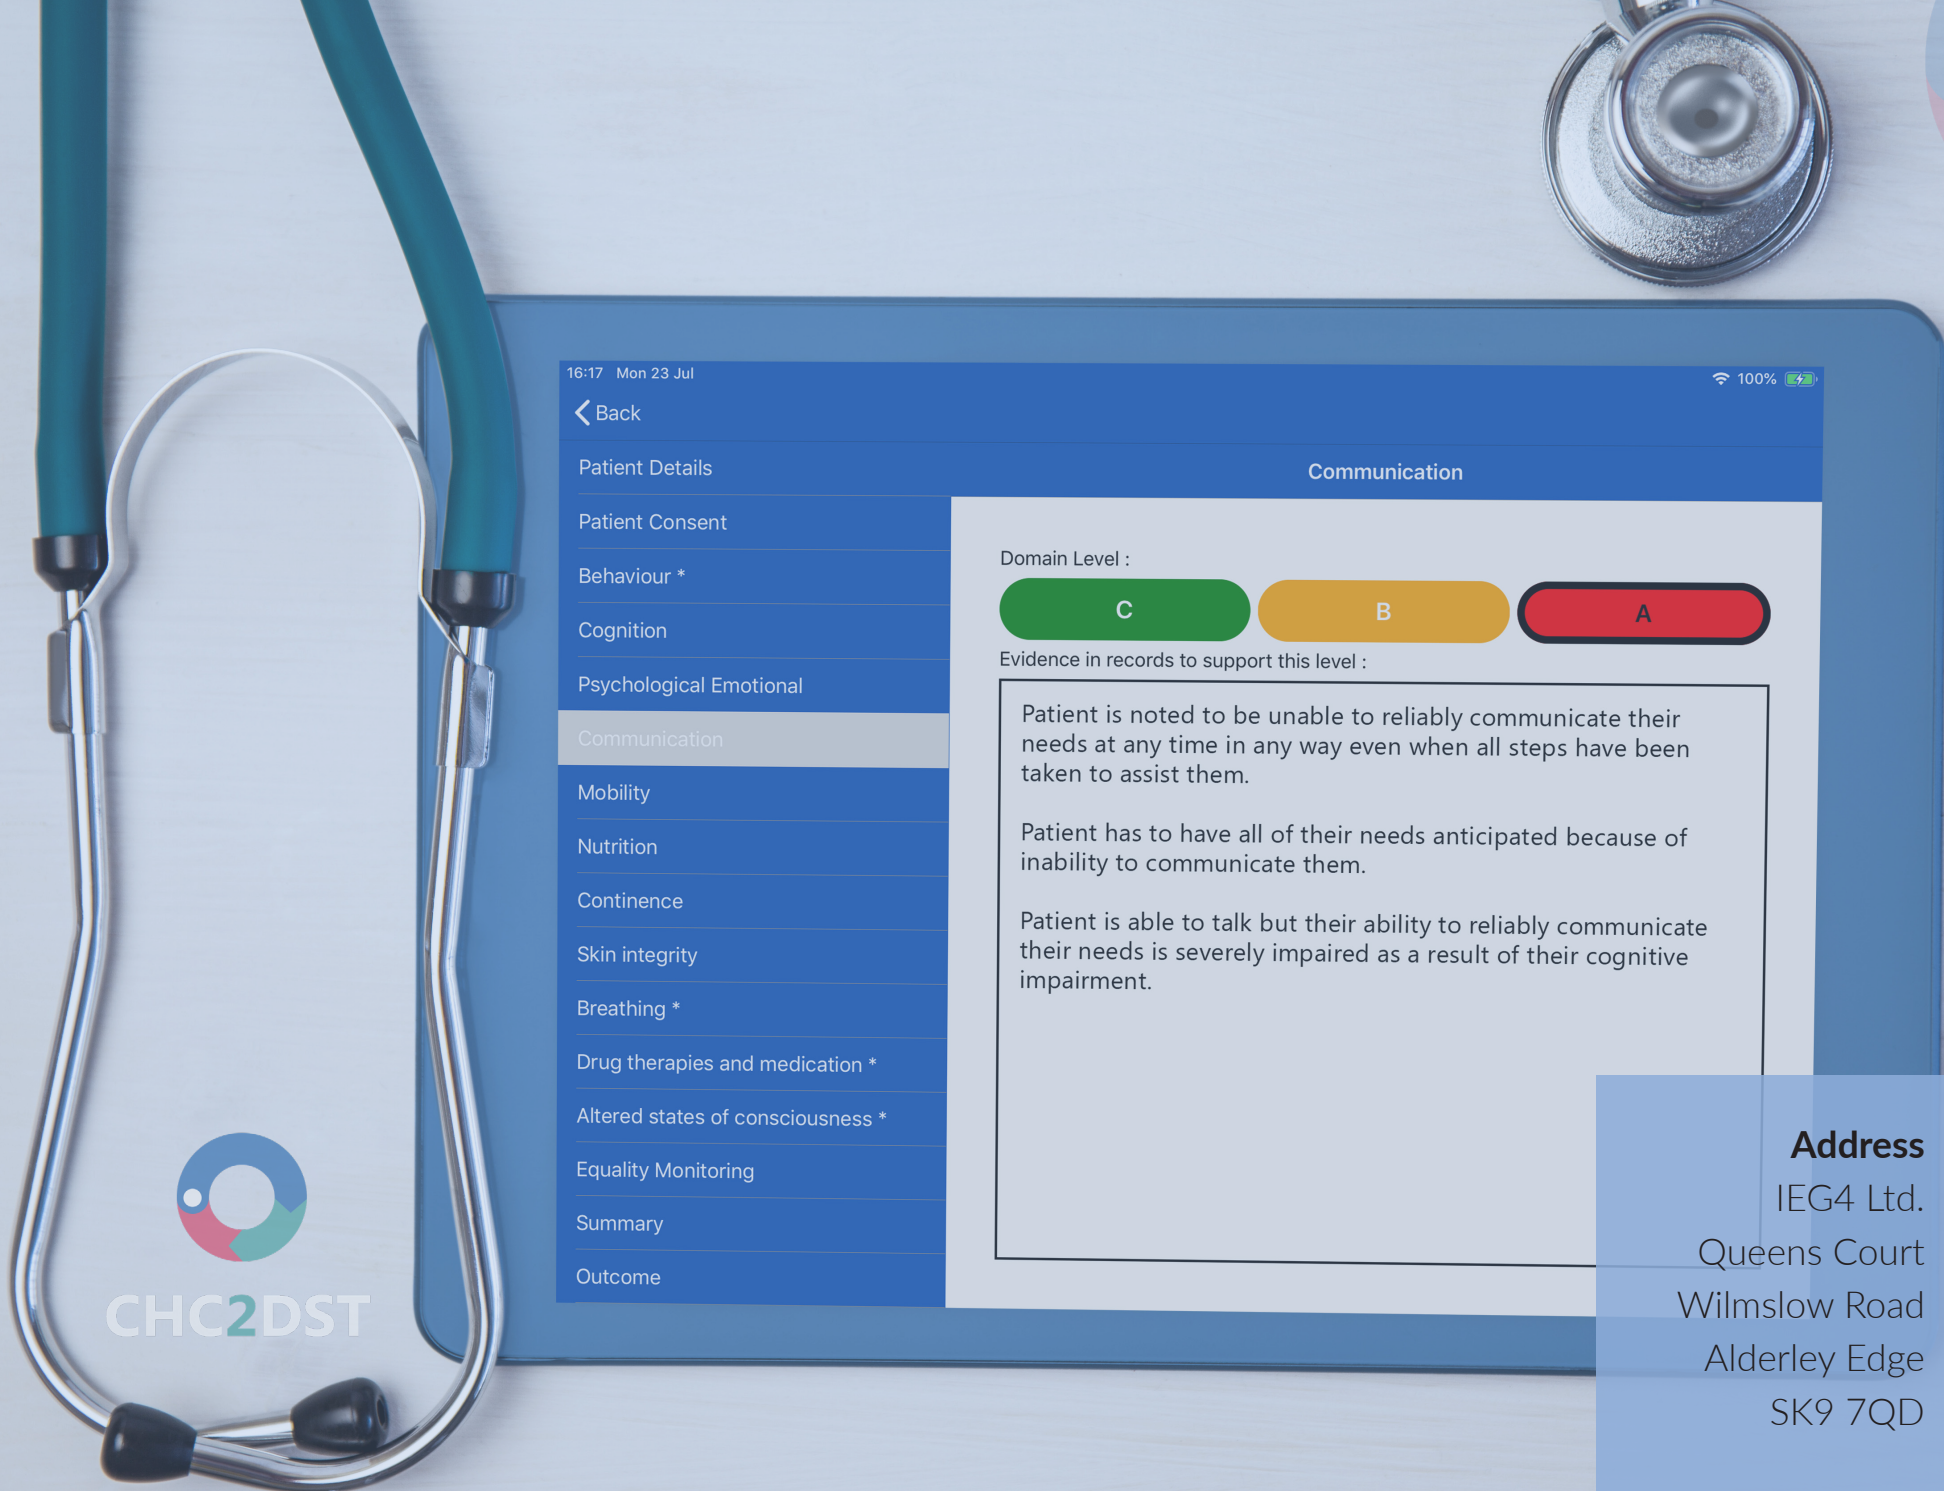 16:17 Mon 23 Jul
100%
Back
Patient Details
Patient Consent
Behaviour *
Cognition
Psychological Emotional
Communication
Mobility
Nutrition
Continence
Skin integrity
Breathing *
Drug therapies and medication *
Altered states of consciousness *
Equality Monitoring
Summary
Outcome
Communication
Domain Level :
C B A
Evidence in records to support this level :
Patient is noted to be unable to reliably communicate their
needs at any time in any way even when all steps have been
taken to assist them.
Patient has to have all of their needs anticipated because of
inability to communicate them.
Patient is able to talk but their ability to reliably communicate
their needs is severely impaired as a result of their cognitive
impairment.
CHC2DST
Address
IEG4 Ltd.
Queens Court
Wilmslow Road
Alderley Edge
SK9 7QD